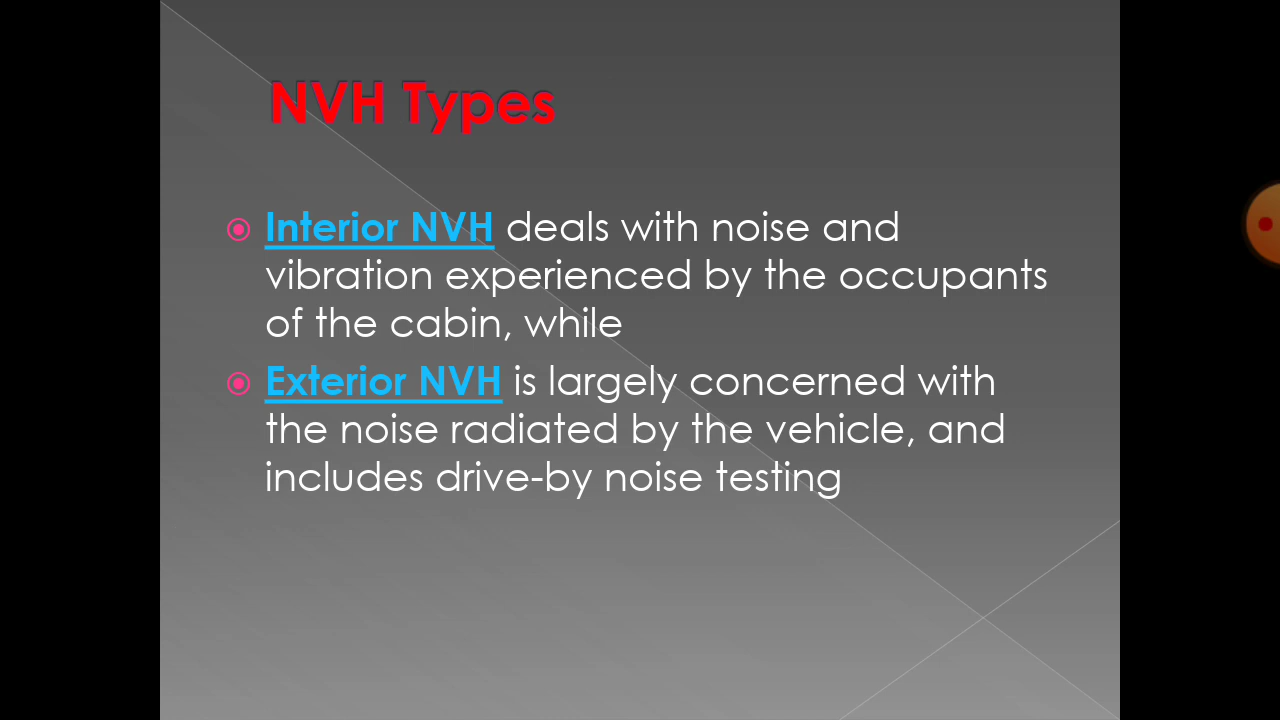 NVH Types
Interior NVH deals with noise and
vibration experienced by the occupants
of the cabin, while
Exterior NVH is largely concerned with
the noise radiated by the vehicle, and
includes drive-by noise testing